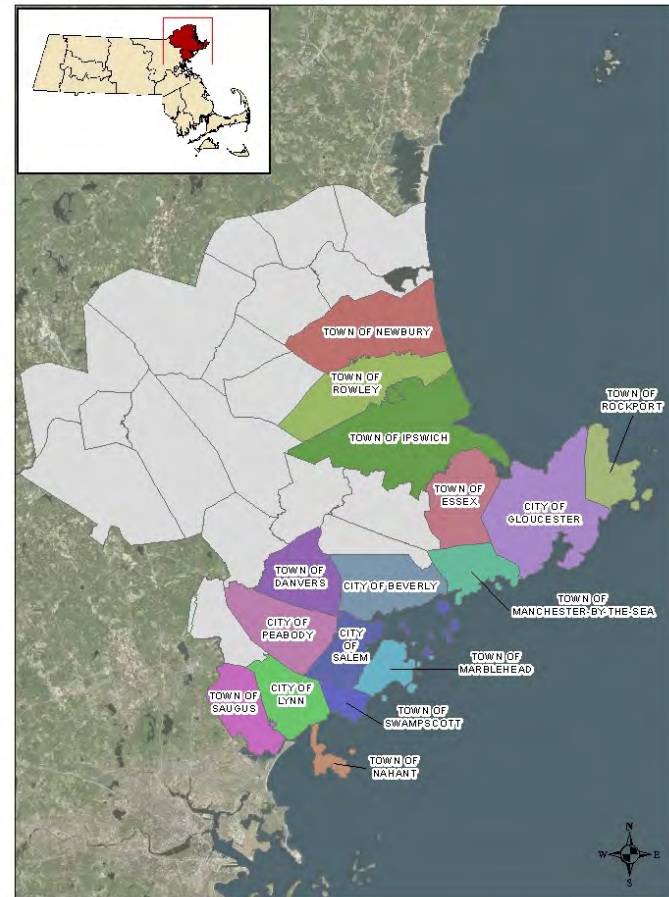 TOWN OF NEWBURY
TOWN OF
ROWLEY
TOWN OF IPSWICH
TOWN OF
ROCKPORT
TOWN OF
ESSEX
CITY OF
GLOUCESTER
TOWN OF
DANVERS
CITY OF BEVERLY
TOWN OF
MANCHESTER-BY-THE-SEA
CITY OF
PEABODY
CITY
OF
SALEM
TOWN OF
MARBLEHEAD
TOWN OF
SAUGUS
CITY OF
LYNN
TOWN OF
SWAMPSCOTT
TOWN OF
NAHANT
N
W E
S